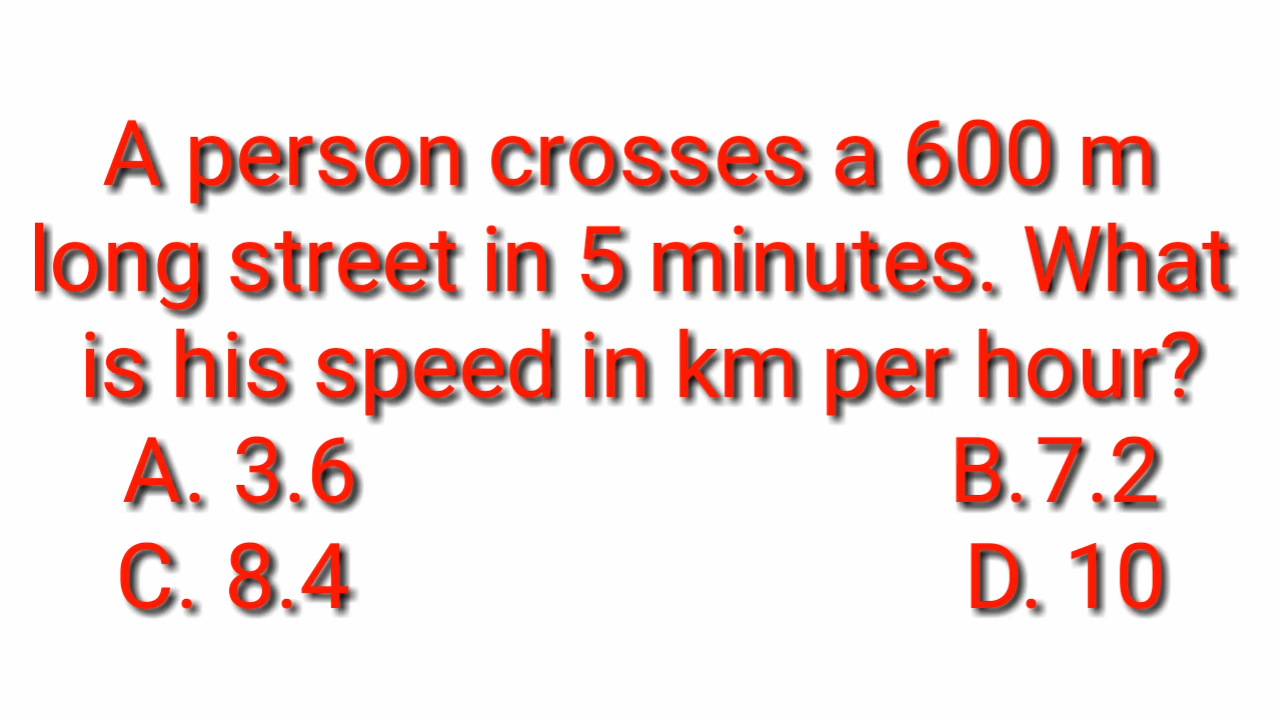 A person crosses a 600 m
long street in 5 minutes. What
is his speed in km per hour?
A. 3.6 B.7.2
C. 8.4 D. 10